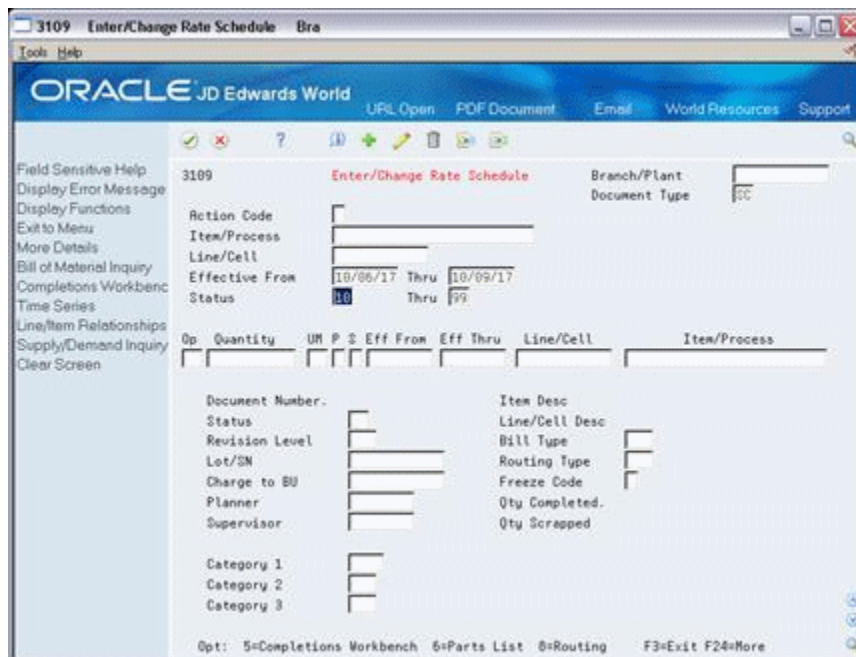 3109 Enter/Change Rate Schedule Bra
Tools Help
ORACLE JD Edwards World
URL Open PDF Document Email World Resources Support
Field Sensitive Help
Display Error Message
Display Functions
Exit to Menu
More Details
Bill of Material Inquiry
Completions Workbenc
Time Series
Line/Item Relationships
Supply/Demand Inquiry
Clear Screen
3109 Enter/Change Rate Schedule Branch/Plant
Document Type SC
Action Code
Item/Process
Line/Cell
Effective From 10/06/17 Thru 10/09/17
Status 10 Thru 99
Op Quantity UM P S Eff From Eff Thru Line/Cell Item/Process
Document Number. Item Desc
Status Line/Cell Desc
Revision Level Bill Type
Lot/SN Routing Type
Charge to BU Freeze Code
Planner Qty Completed.
Supervisor Qty Scrapped
Category 1
Category 2
Category 3
Opt: 5=Completions Workbench 6=Parts List 8=Routing F3=Exit F24=More